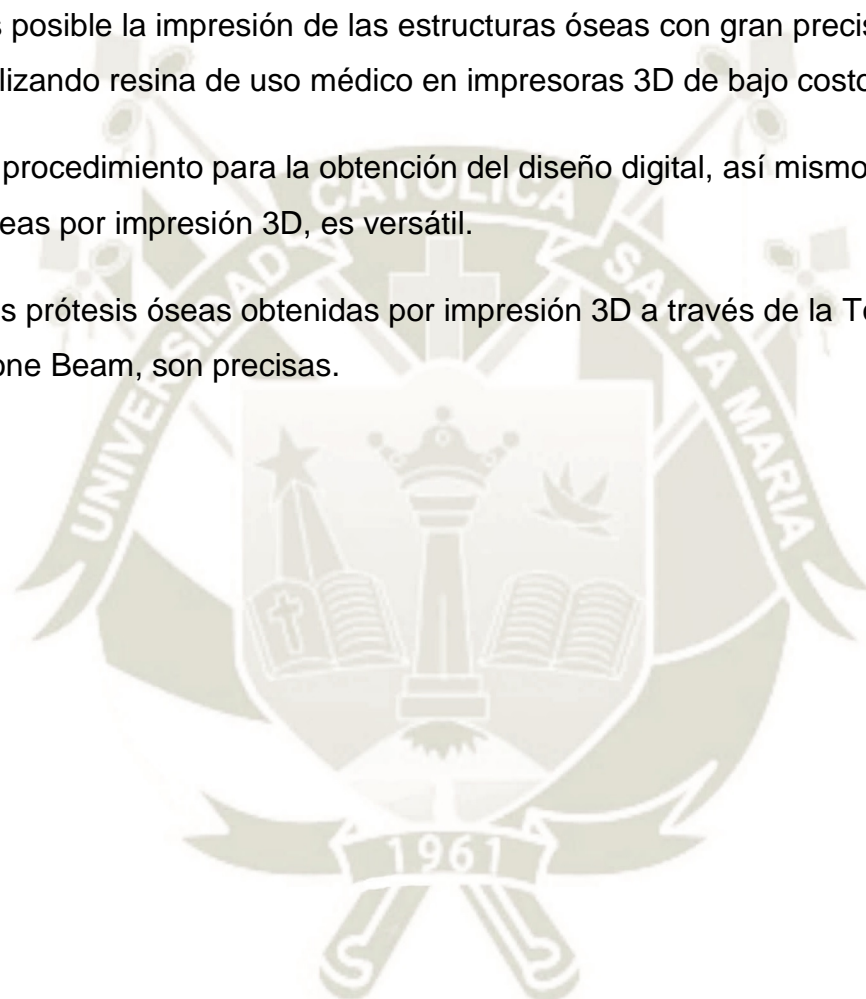 s posible la impresión de las estructuras óseas con gran precis
lizando resina de uso médico en impresoras 3D de bajo costo
procedimiento para la obtención del diseño digital, así mismo
eas por impresión 3D, es versátil.
s prótesis óseas obtenidas por impresión 3D a través de la To
one Beam, son precisas.
UNIVERSIDAD CATOLICA SANTA MARIA
1961